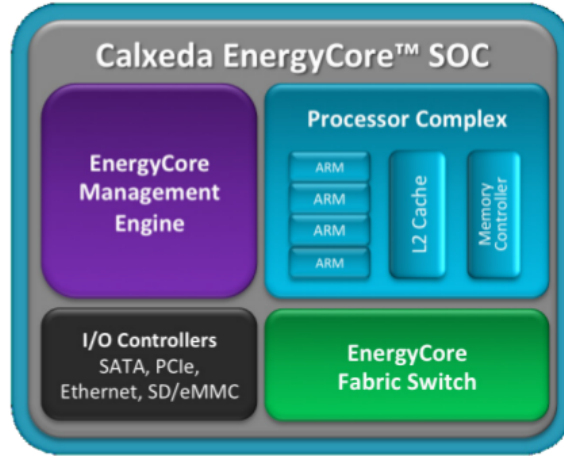 Calxeda EnergyCore™ SOC
EnergyCore
Management
Engine
Processor Complex
ARM
ARM
ARM
ARM
L2 Cache
Memory
Controller
I/O Controllers
SATA, PCIe,
Ethernet, SD/eMMC
EnergyCore
Fabric Switch